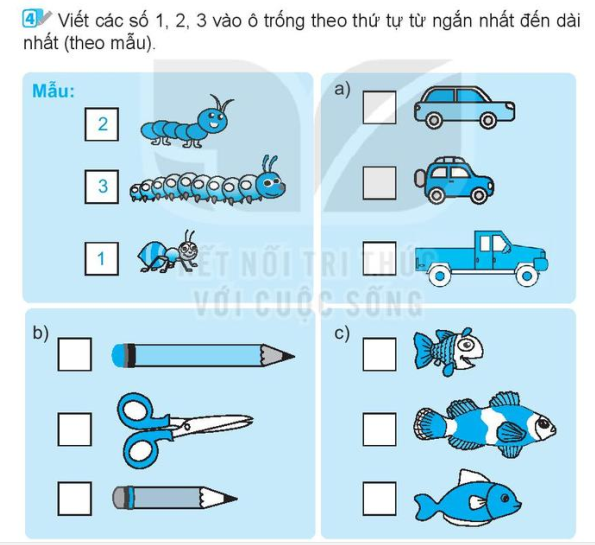 4 Viết các số 1, 2, 3 vào ô trống theo thứ tự từ ngắn nhất đến dài
nhất (theo mẫu).
Mẫu:
2
3
1
a)
KẾT NỐI TRI THỨC
VỚI CUỘC SỐNG
b)
c)